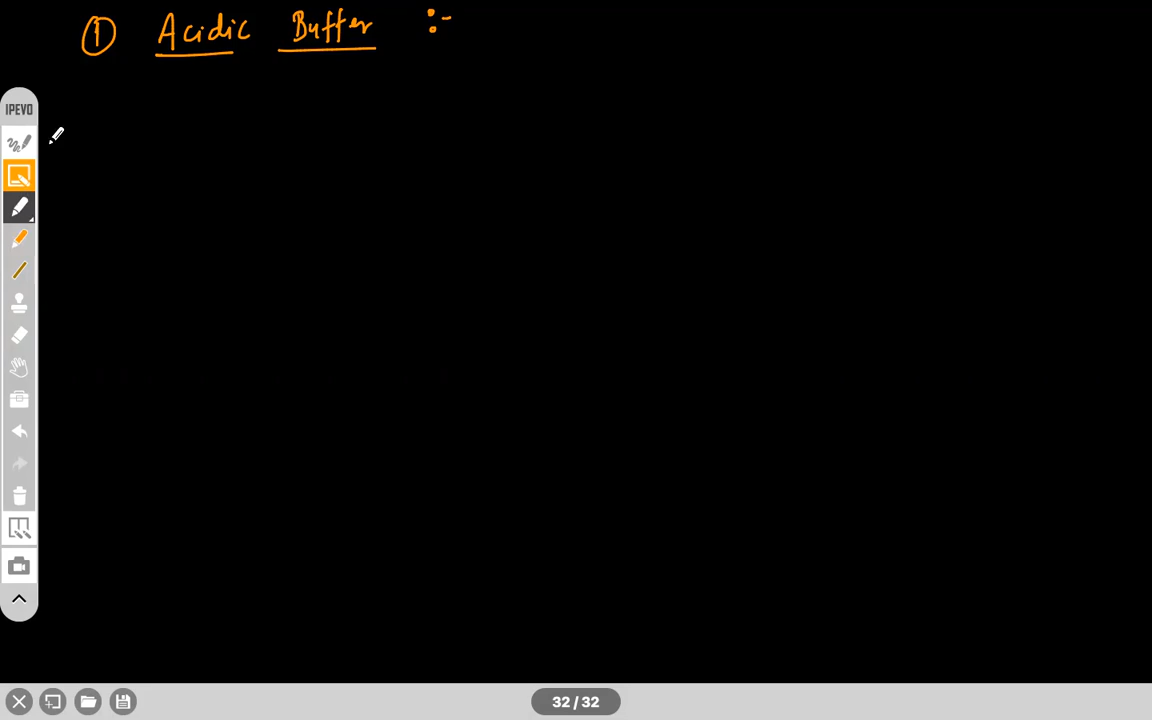 ① Acidic Buffer :-
IPEVO
32 / 32